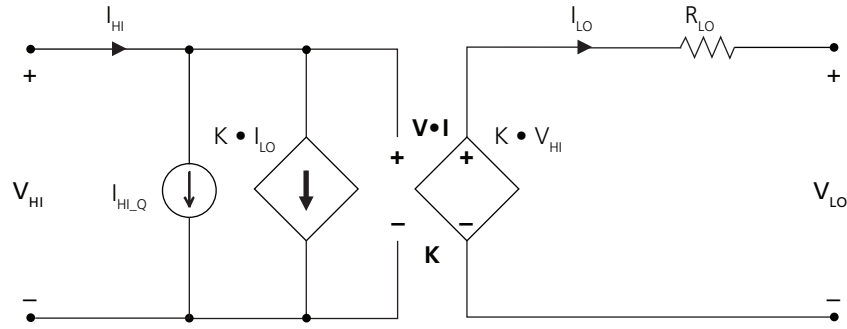 I_HI
I_LO
R_LO
+
+
K • I_LO
V•I
K • V_HI
+
+
V_HI
I_HI_Q
V_LO
–
–
K
–
–